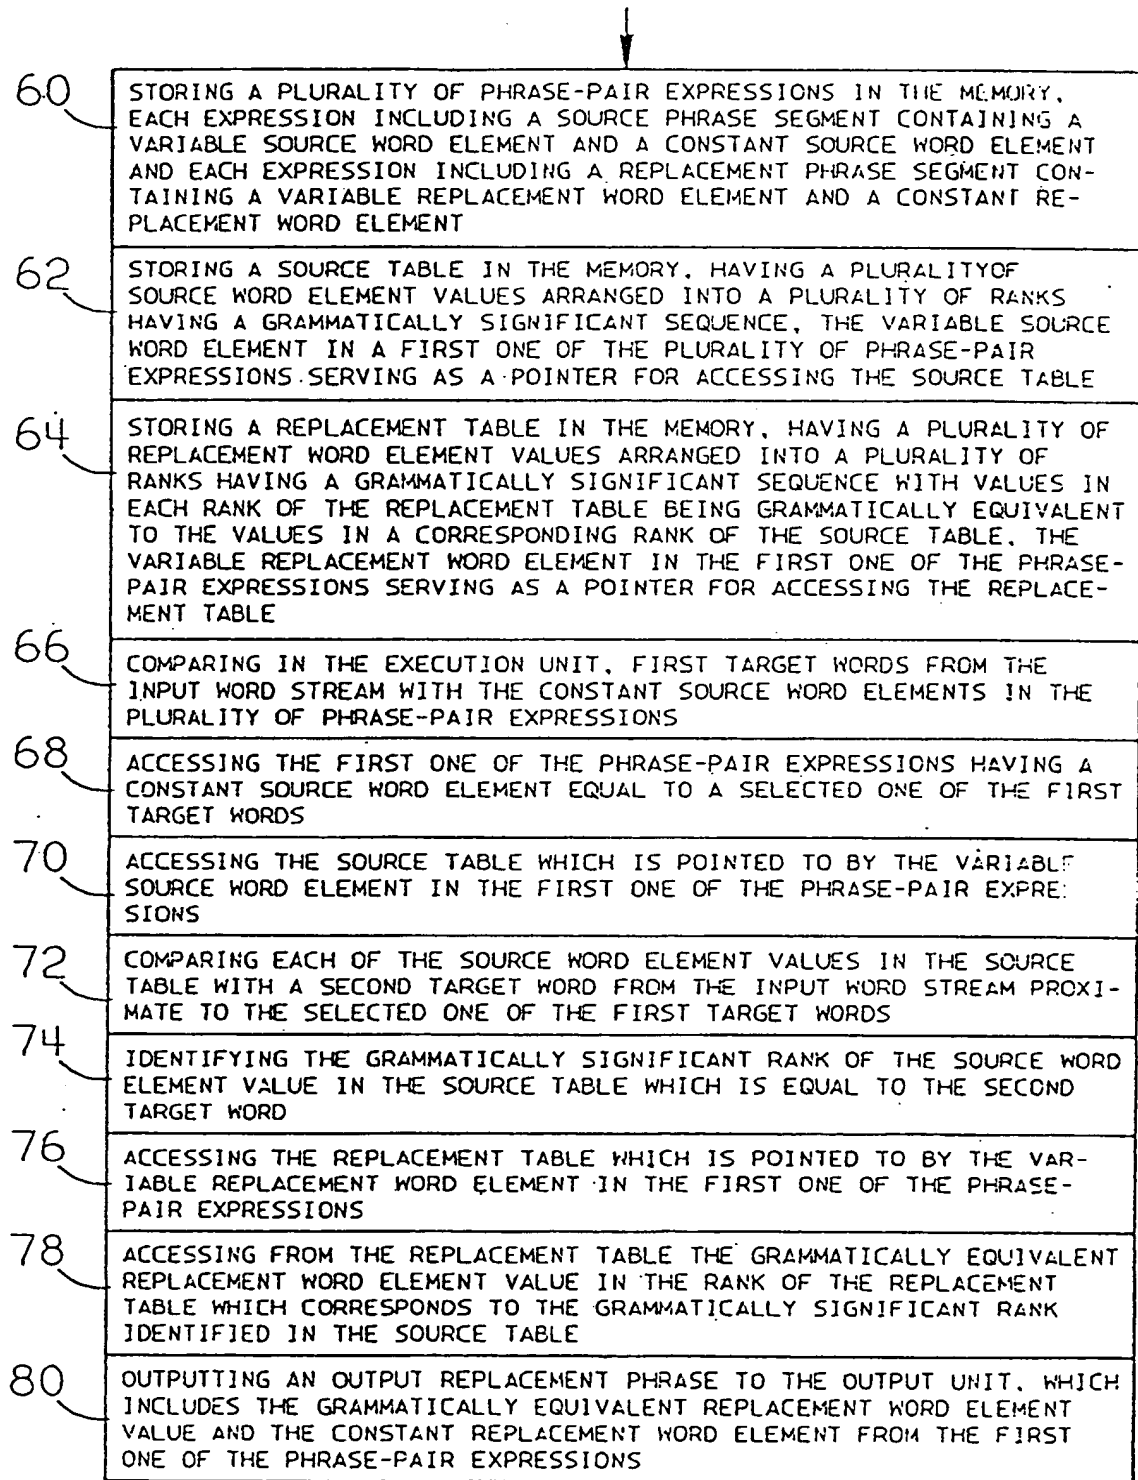 60
STORING A PLURALITY OF PHRASE-PAIR EXPRESSIONS IN THE MEMORY,
EACH EXPRESSION INCLUDING A SOURCE PHRASE SEGMENT CONTAINING A
VARIABLE SOURCE WORD ELEMENT AND A CONSTANT SOURCE WORD ELEMENT
AND EACH EXPRESSION INCLUDING A REPLACEMENT PHRASE SEGMENT CON-
TAINING A VARIABLE REPLACEMENT WORD ELEMENT AND A CONSTANT RE-
PLACEMENT WORD ELEMENT
62
STORING A SOURCE TABLE IN THE MEMORY, HAVING A PLURALITYOF
SOURCE WORD ELEMENT VALUES ARRANGED INTO A PLURALITY OF RANKS
HAVING A GRAMMATICALLY SIGNIFICANT SEQUENCE, THE VARIABLE SOURCE
WORD ELEMENT IN A FIRST ONE OF THE PLURALITY OF PHRASE-PAIR
EXPRESSIONS SERVING AS A POINTER FOR ACCESSING THE SOURCE TABLE
64
STORING A REPLACEMENT TABLE IN THE MEMORY, HAVING A PLURALITY OF
REPLACEMENT WORD ELEMENT VALUES ARRANGED INTO A PLURALITY OF
RANKS HAVING A GRAMMATICALLY SIGNIFICANT SEQUENCE WITH VALUES IN
EACH RANK OF THE REPLACEMENT TABLE BEING GRAMMATICALLY EQUIVALENT
TO THE VALUES IN A CORRESPONDING RANK OF THE SOURCE TABLE, THE
VARIABLE REPLACEMENT WORD ELEMENT IN THE FIRST ONE OF THE PHRASE-
PAIR EXPRESSIONS SERVING AS A POINTER FOR ACCESSING THE REPLACE-
MENT TABLE
66
COMPARING IN THE EXECUTION UNIT, FIRST TARGET WORDS FROM THE
INPUT WORD STREAM WITH THE CONSTANT SOURCE WORD ELEMENTS IN THE
PLURALITY OF PHRASE-PAIR EXPRESSIONS
68
ACCESSING THE FIRST ONE OF THE PHRASE-PAIR EXPRESSIONS HAVING A
CONSTANT SOURCE WORD ELEMENT EQUAL TO A SELECTED ONE OF THE FIRST
TARGET WORDS
70
ACCESSING THE SOURCE TABLE WHICH IS POINTED TO BY THE VARIABLE
SOURCE WORD ELEMENT IN THE FIRST ONE OF THE PHRASE-PAIR EXPRE
SIONS
72
COMPARING EACH OF THE SOURCE WORD ELEMENT VALUES IN THE SOURCE
TABLE WITH A SECOND TARGET WORD FROM THE INPUT WORD STREAM PROXI-
MATE TO THE SELECTED ONE OF THE FIRST TARGET WORDS
74
IDENTIFYING THE GRAMMATICALLY SIGNIFICANT RANK OF THE SOURCE WORD
ELEMENT VALUE IN THE SOURCE TABLE WHICH IS EQUAL TO THE SECOND
TARGET WORD
76
ACCESSING THE REPLACEMENT TABLE WHICH IS POINTED TO BY THE VAR-
IABLE REPLACEMENT WORD ELEMENT IN THE FIRST ONE OF THE PHRASE-
PAIR EXPRESSIONS
78
ACCESSING FROM THE REPLACEMENT TABLE THE GRAMMATICALLY EQUIVALENT
REPLACEMENT WORD ELEMENT VALUE IN THE RANK OF THE REPLACEMENT
TABLE WHICH CORRESPONDS TO THE GRAMMATICALLY SIGNIFICANT RANK
IDENTIFIED IN THE SOURCE TABLE
80
OUTPUTTING AN OUTPUT REPLACEMENT PHRASE TO THE OUTPUT UNIT, WHICH
INCLUDES THE GRAMMATICALLY EQUIVALENT REPLACEMENT WORD ELEMENT
VALUE AND THE CONSTANT REPLACEMENT WORD ELEMENT FROM THE FIRST
ONE OF THE PHRASE-PAIR EXPRESSIONS